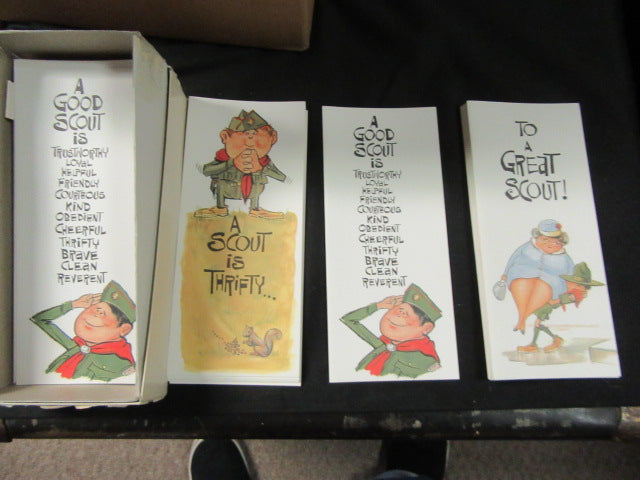 A
GOOD
SCOUT
iS
TRUSTWORTHY
LOYAL
HELPFUL
FRIENDLY
COURTEOUS
KIND
OBEDIENT
CHEERFUL
THRIFTY
BRAVE
CLEAN
REVERENT
A
SCOUT
iS
THRIFTY...
A
GOOD
SCOUT
iS
TRUSTWORTHY
LOYAL
HELPFUL
FRIENDLY
COURTEOUS
KIND
OBEDIENT
CHEERFUL
THRIFTY
BRAVE
CLEAN
REVERENT
TO
A
GREAT
SCOUT!